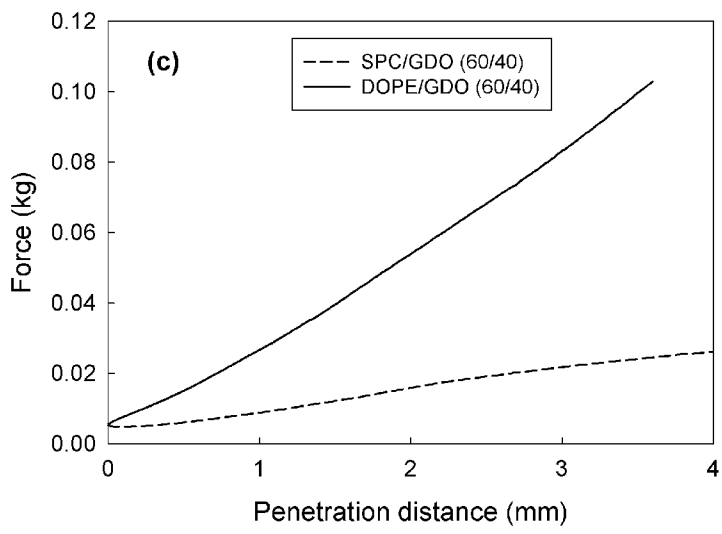 0.12
(c)
SPC/GDO (60/40)
DOPE/GDO (60/40)
0.10
0.08
0.06
0.04
0.02
0.00
Force (kg)
0 1 2 3 4
Penetration distance (mm)